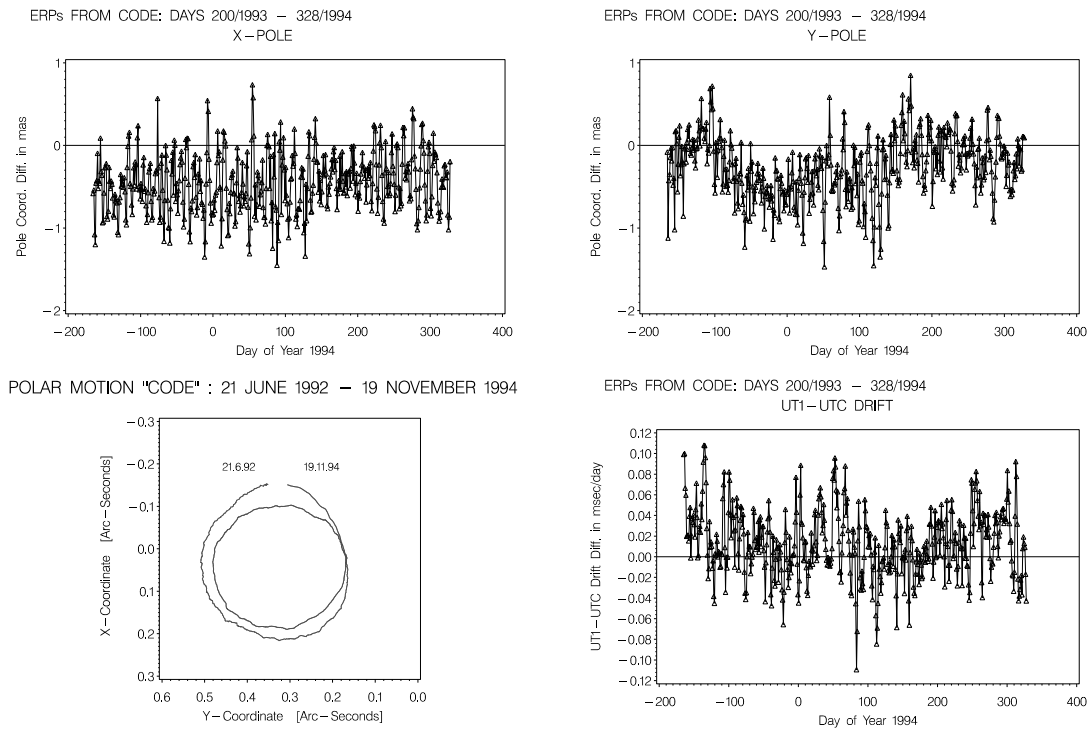 ERPs FROM CODE: DAYS 200/1993 – 328/1994
X–POLE
Pole Coord. Diff. in mas
1
0
−1
−2
−200 −100 0 100 200 300 400
Day of Year 1994
ERPs FROM CODE: DAYS 200/1993 – 328/1994
Y–POLE
Pole Coord. Diff. in mas
1
0
−1
−2
−200 −100 0 100 200 300 400
Day of Year 1994
POLAR MOTION "CODE" : 21 JUNE 1992 – 19 NOVEMBER 1994
X–Coordinate [Arc–Seconds]
−0.3
−0.2
−0.1
0.0
0.1
0.2
0.3
21.6.92 19.11.94
0.6 0.5 0.4 0.3 0.2 0.1 0.0
Y–Coordinate [Arc–Seconds]
ERPs FROM CODE: DAYS 200/1993 – 328/1994
UT1–UTC DRIFT
UT1–UTC Drift Diff. in msec/day
0.12
0.10
0.08
0.06
0.04
0.02
0.00
−0.02
−0.04
−0.06
−0.08
−0.10
−0.12
−200 −100 0 100 200 300 400
Day of Year 1994